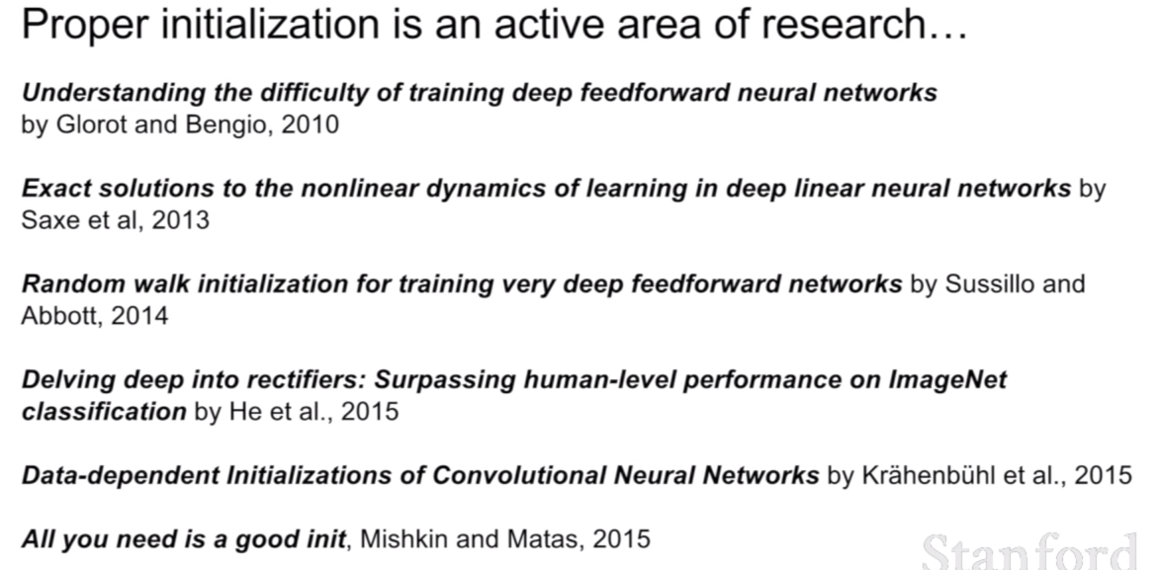 Proper initialization is an active area of research…
Understanding the difficulty of training deep feedforward neural networks
by Glorot and Bengio, 2010
Exact solutions to the nonlinear dynamics of learning in deep linear neural networks by
Saxe et al, 2013
Random walk initialization for training very deep feedforward networks by Sussillo and
Abbott, 2014
Delving deep into rectifiers: Surpassing human-level performance on ImageNet
classification by He et al., 2015
Data-dependent Initializations of Convolutional Neural Networks by Krähenbühl et al., 2015
All you need is a good init, Mishkin and Matas, 2015
Stanford